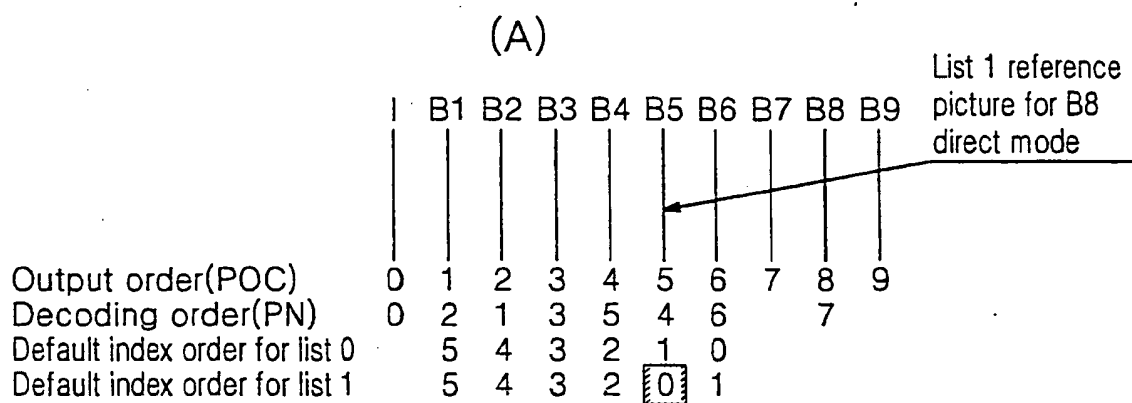 (A)
List 1 reference
picture for B8
direct mode
I B1 B2 B3 B4 B5 B6 B7 B8 B9
Output order(POC) 0 1 2 3 4 5 6 7 8 9
Decoding order(PN) 0 2 1 3 5 4 6 7
Default index order for list 0 5 4 3 2 1 0
Default index order for list 1 5 4 3 2 0 1